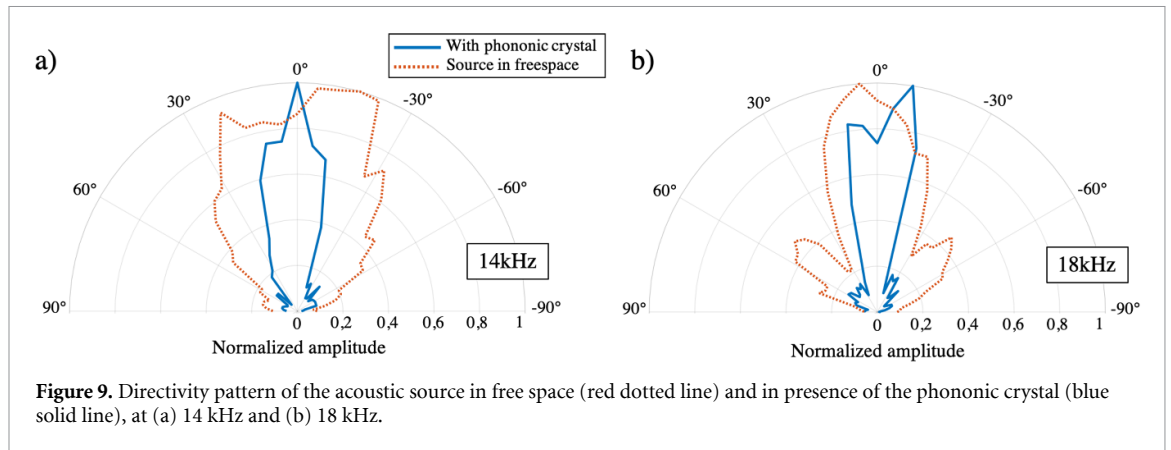 a)
With phononic crystal
Source in freespace
b)
0°
30°
-30°
60°
-60°
90°
-90°
14kHz
0
0,2
0,4
0,6
0,8
1
Normalized amplitude
0°
30°
-30°
60°
-60°
90°
-90°
18kHz
0
0,2
0,4
0,6
0,8
1
Normalized amplitude
Figure 9. Directivity pattern of the acoustic source in free space (red dotted line) and in presence of the phononic crystal (blue
solid line), at (a) 14 kHz and (b) 18 kHz.